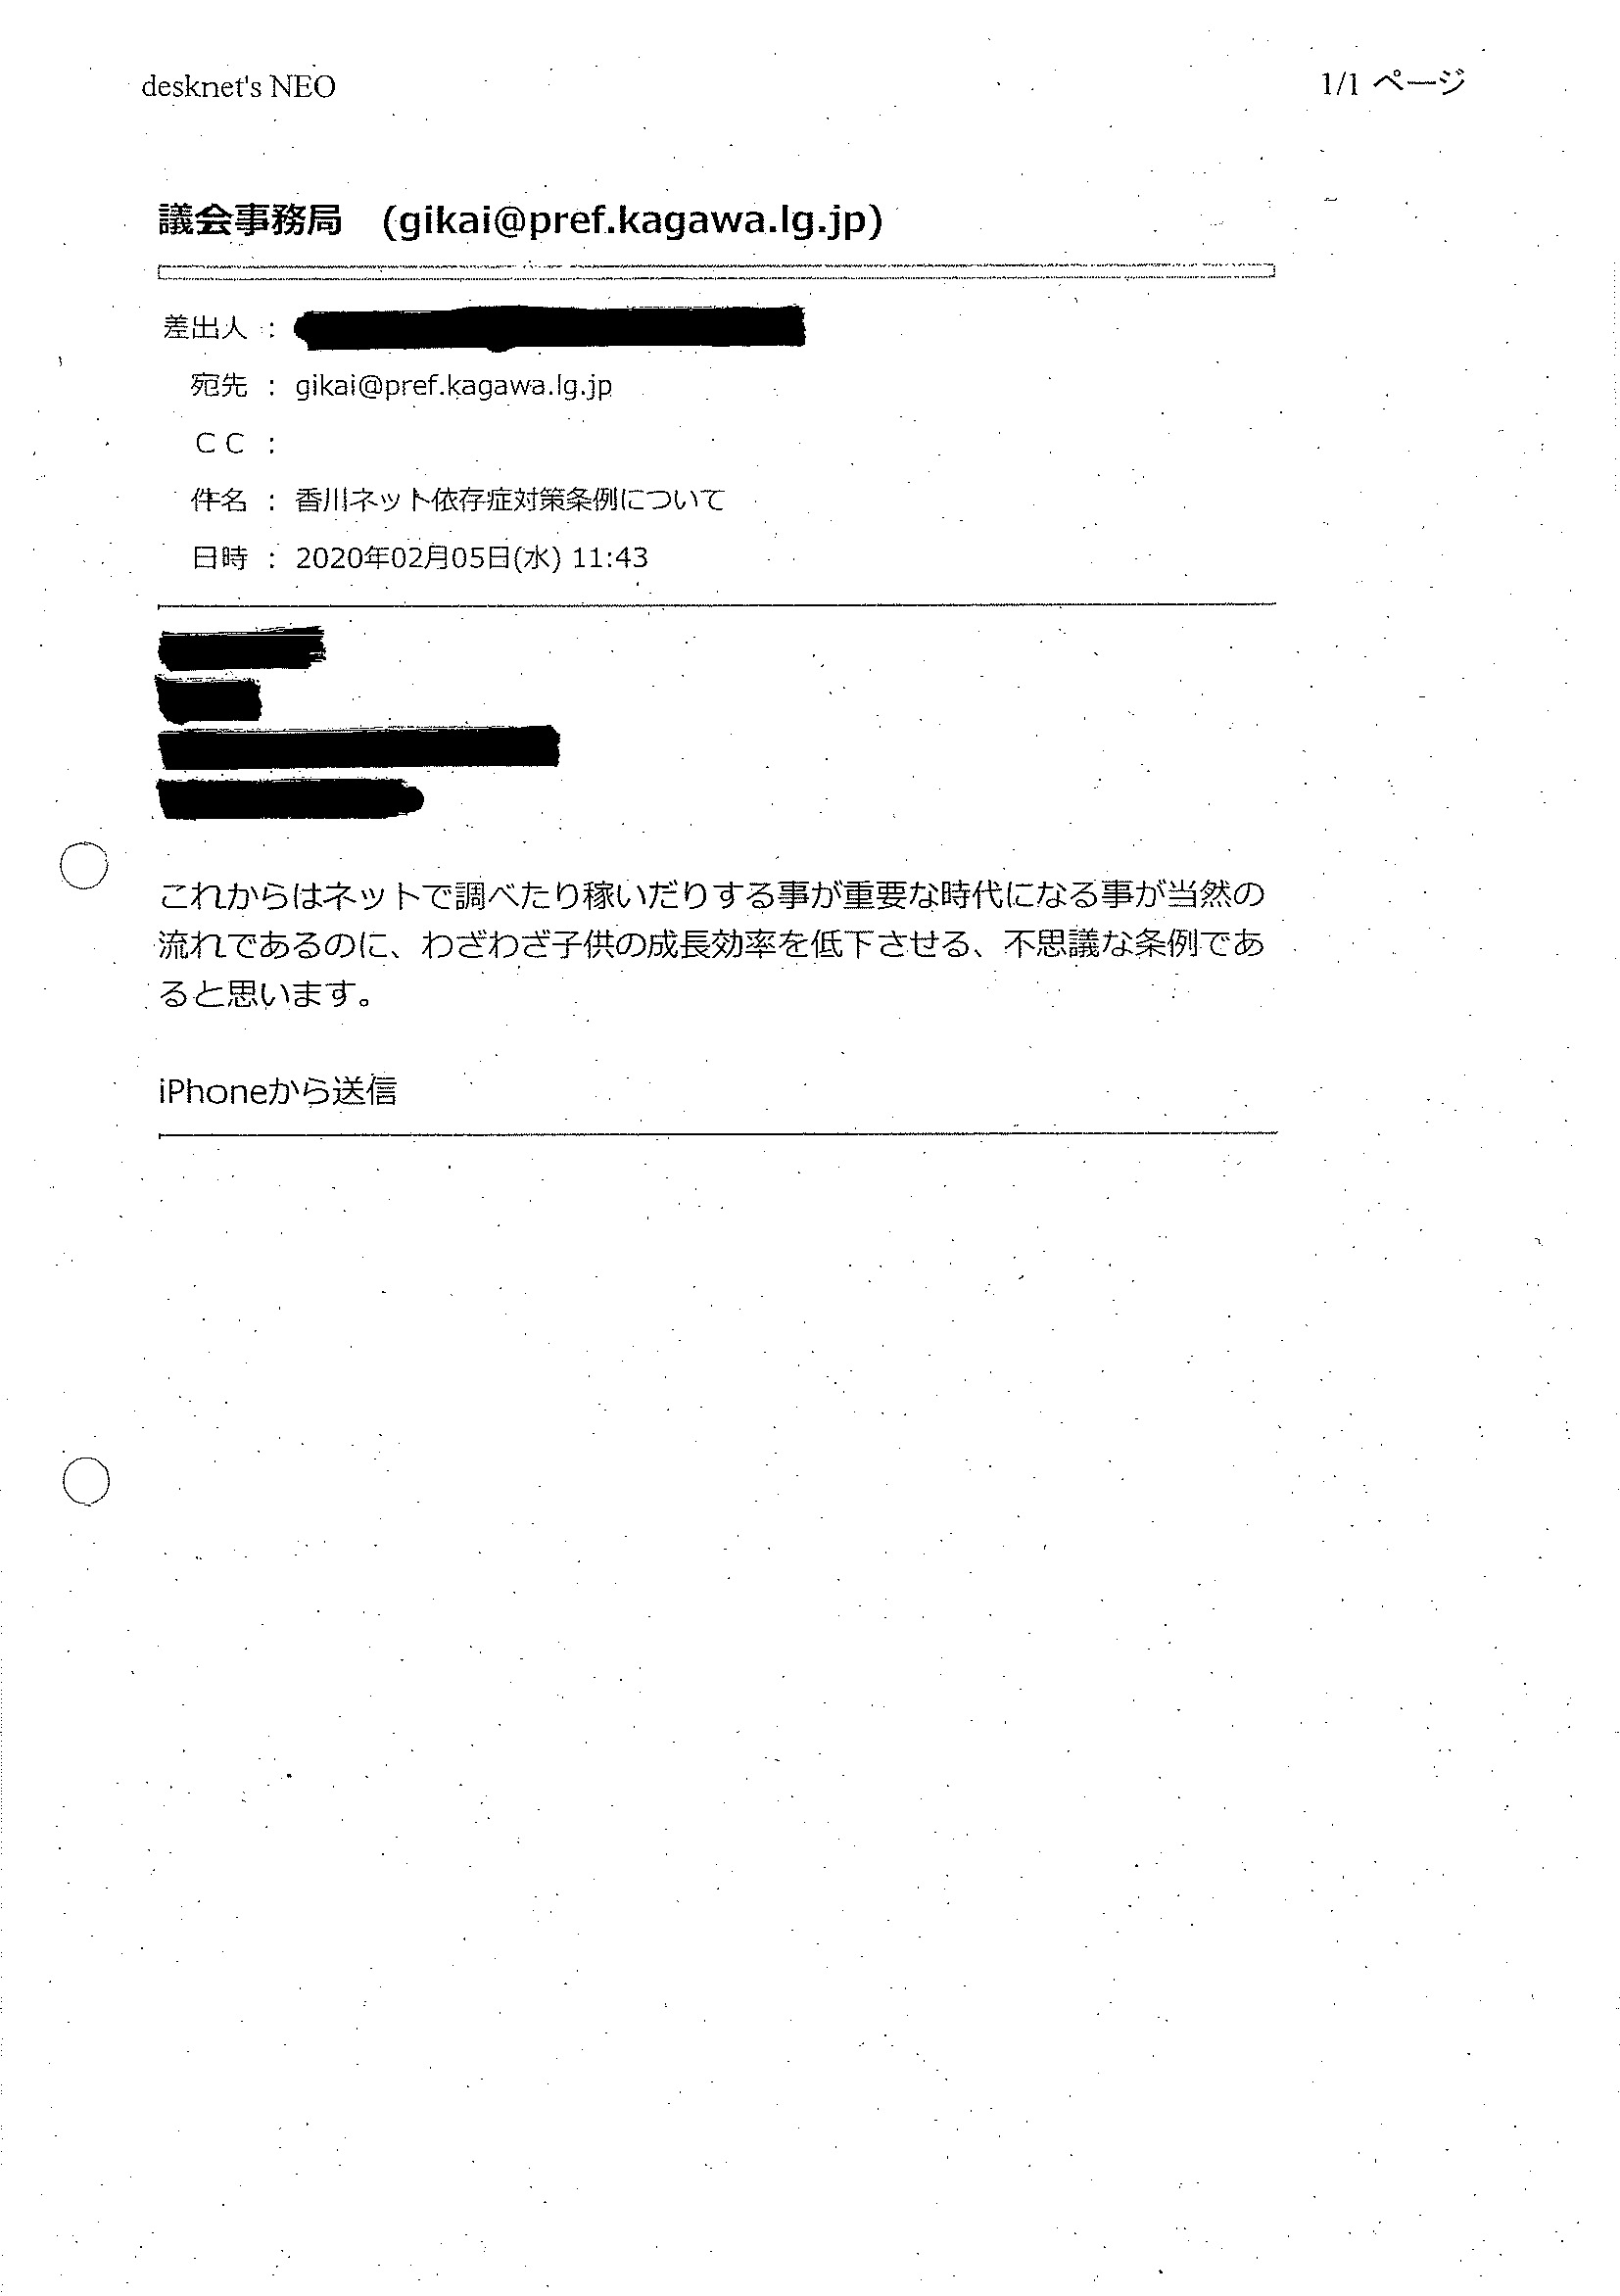 desknet's NEO
1/1 ページ
議会事務局　(gikai@pref.kagawa.lg.jp)
差出人 :
宛先 : gikai@pref.kagawa.lg.jp
ＣＣ :
件名 : 香川ネット依存症対策条例について
日時 : 2020年02月05日(水) 11:43
これからはネットで調べたり稼いだりする事が重要な時代になる事が当然の
流れであるのに、わざわざ子供の成長効率を低下させる、不思議な条例であ
ると思います。
iPhoneから送信